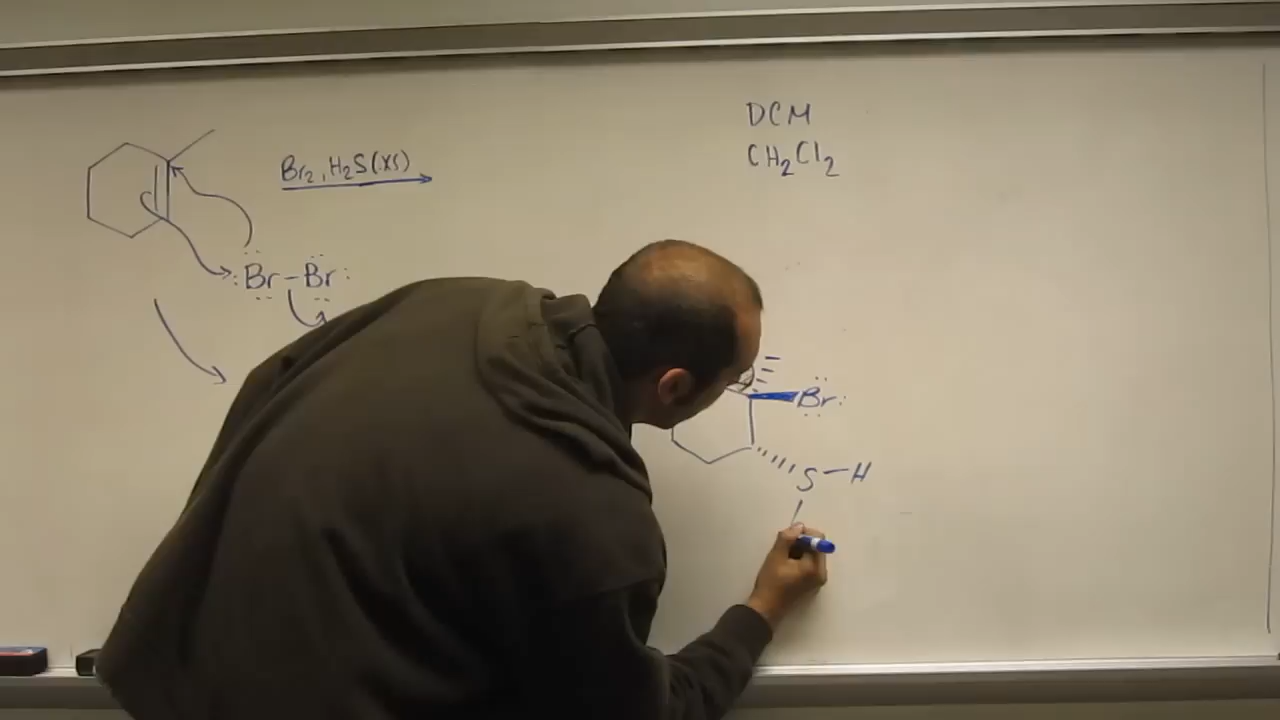 DCM
CH2Cl2
Br2, H2S(xs)
:Br-Br:
Br:
S-H